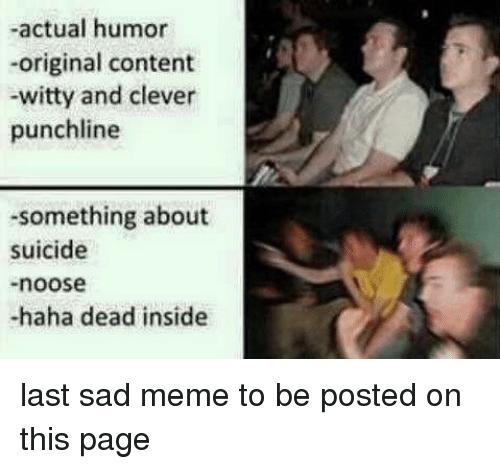 -actual humor
-original content
-witty and clever
punchline
-something about
suicide
-noose
-haha dead inside
last sad meme to be posted on
this page